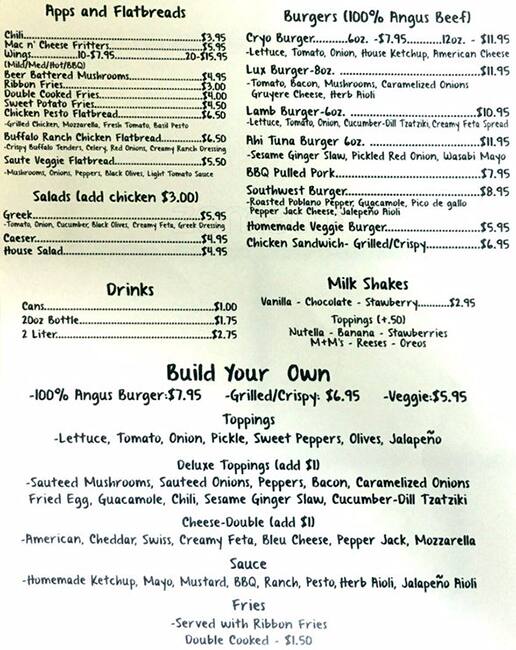 Apps and Flatbreads
Chili.....................................................$3.95
Mac n' Cheese Fritters.......................$5.95
Wings...............10-$7.95.......................20-$15.95
(Mild/Med/Hot/BBQ)
Beer Battered Mushrooms...................$4.95
Ribbon Fries........................................$3.00
Double Cooked Fries............................$4.00
Sweet Potato Fries..............................$4.50
Chicken Pesto Flatbread......................$6.50
-Grilled Chicken, Mozzarella, Fresh Tomato, Basil Pesto
Buffalo Ranch Chicken Flatbread..........$6.50
-Crispy Buffalo Tenders, Celery, Red Onions, Creamy Ranch Dressing
Saute Veggie Flatbread........................$5.50
-Mushrooms, Onions, Peppers, Black Olives, Light Tomato Sauce
Salads (add chicken $3.00)
Greek..................................................$5.95
-Tomato, Onion, Cucumber, Black Olives, Creamy Feta, Greek Dressing
Caeser.................................................$4.95
House Salad.........................................$4.95
Drinks
Cans....................................................$1.00
20oz Bottle..........................................$1.75
2 Liter.................................................$2.75
Burgers (100% Angus Beef)
Cryo Burger..........6oz. -$7.95..........12oz. - $11.95
-Lettuce, Tomato, Onion, House Ketchup, American Cheese
Lux Burger-8oz. ..........................................$11.95
-Tomato, Bacon, Mushrooms, Caramelized Onions
Gruyere Cheese, Herb Aioli
Lamb Burger-6oz. .......................................$10.95
-Lettuce, Tomato, Onion, Cucumber-Dill Tzatziki, Creamy Feta Spread
Ahi Tuna Burger 6oz. ..................................$11.95
-Sesame Ginger Slaw, Pickled Red Onion, Wasabi Mayo
BBQ Pulled Pork...........................................$7.95
Southwest Burger.........................................$8.95
-Roasted Poblano Pepper, Guacamole, Pico de gallo
Pepper Jack Cheese, Jalepeño Aioli
Homemade Veggie Burger............................$5.95
Chicken Sandwich- Grilled/Crispy................$6.95
Milk Shakes
Vanilla - Chocolate - Stawberry..........$2.95
Toppings (+.50)
Nutella - Banana - Stawberries
M+M's - Reeses - Oreos
Build Your Own
-100% Angus Burger:$7.95 -Grilled/Crispy: $6.95 -Veggie:$5.95
Toppings
-Lettuce, Tomato, Onion, Pickle, Sweet Peppers, Olives, Jalapeño
Deluxe Toppings (add $1)
-Sauteed Mushrooms, Sauteed Onions, Peppers, Bacon, Caramelized Onions
Fried Egg, Guacamole, Chili, Sesame Ginger Slaw, Cucumber-Dill Tzatziki
Cheese-Double (add $1)
-American, Cheddar, Swiss, Creamy Feta, Bleu Cheese, Pepper Jack, Mozzarella
Sauce
-Homemade Ketchup, Mayo, Mustard, BBQ, Ranch, Pesto, Herb Aioli, Jalapeño Aioli
Fries
-Served with Ribbon Fries
Double Cooked - $1.50